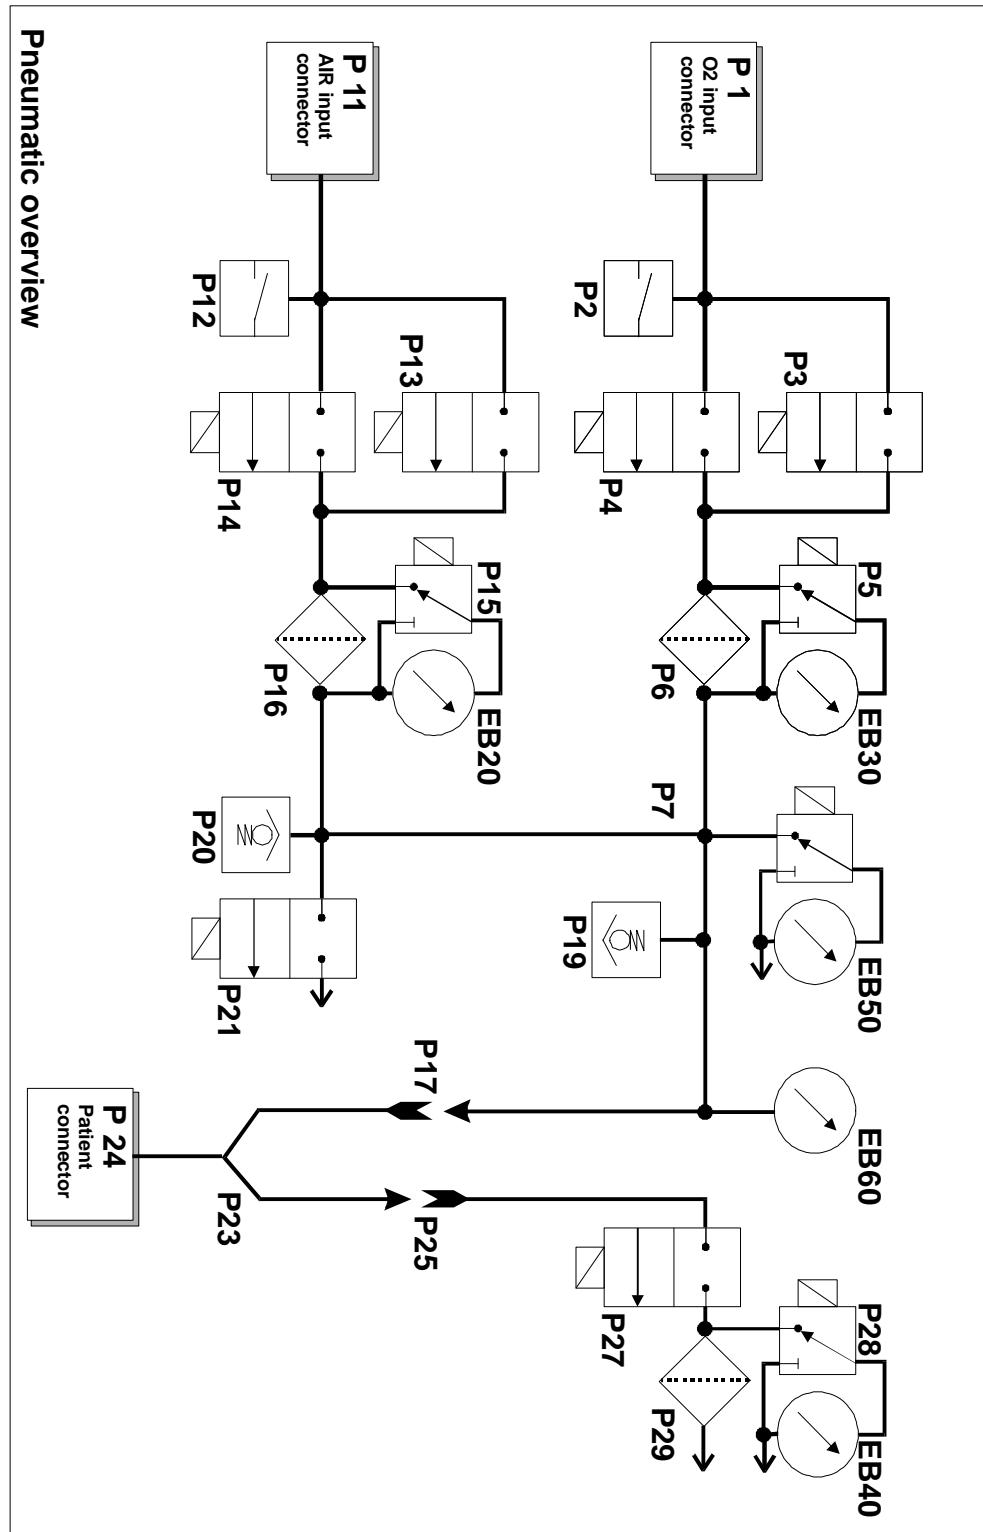 Pneumatic overview
P 1
O2 input
connector
P3
P2
P4
P5
P6
EB30
P7
EB50
P19
EB60
P 11
AIR input
connector
P12
P13
P14
P15
P16
EB20
P20
P21
P17
P 24
Patient
connector
P23
P25
P27
P28
P29
EB40